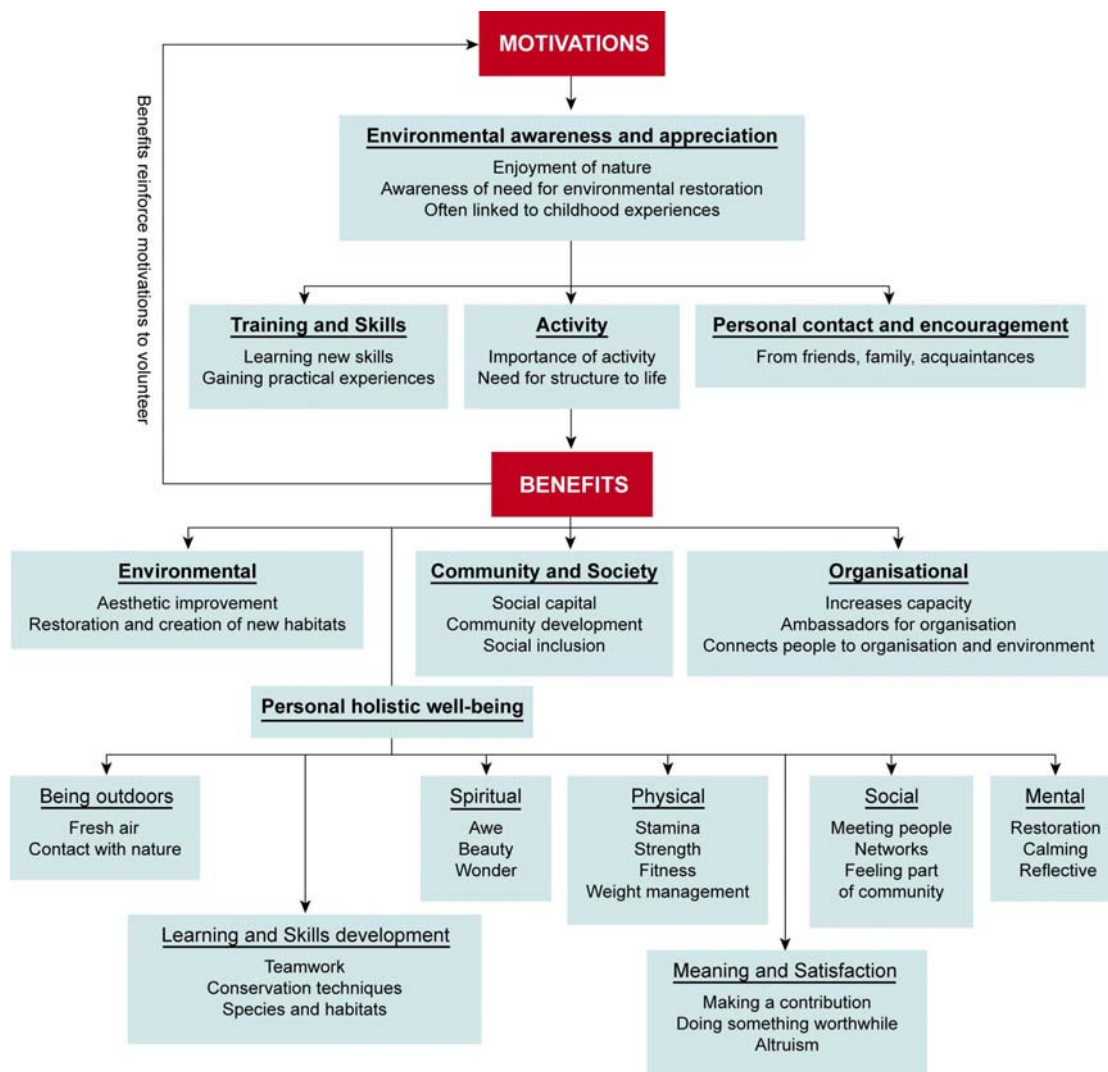 MOTIVATIONS
Benefits reinforce motivations to volunteer
Environmental awareness and appreciation
Enjoyment of nature
Awareness of need for environmental restoration
Often linked to childhood experiences
Training and Skills
Learning new skills
Gaining practical experiences
Activity
Importance of activity
Need for structure to life
Personal contact and encouragement
From friends, family, acquaintances
BENEFITS
Environmental
Aesthetic improvement
Restoration and creation of new habitats
Community and Society
Social capital
Community development
Social inclusion
Organisational
Increases capacity
Ambassadors for organisation
Connects people to organisation and environment
Personal holistic well-being
Being outdoors
Fresh air
Contact with nature
Spiritual
Awe
Beauty
Wonder
Physical
Stamina
Strength
Fitness
Weight management
Social
Meeting people
Networks
Feeling part
of community
Mental
Restoration
Calming
Reflective
Learning and Skills development
Teamwork
Conservation techniques
Species and habitats
Meaning and Satisfaction
Making a contribution
Doing something worthwhile
Altruism